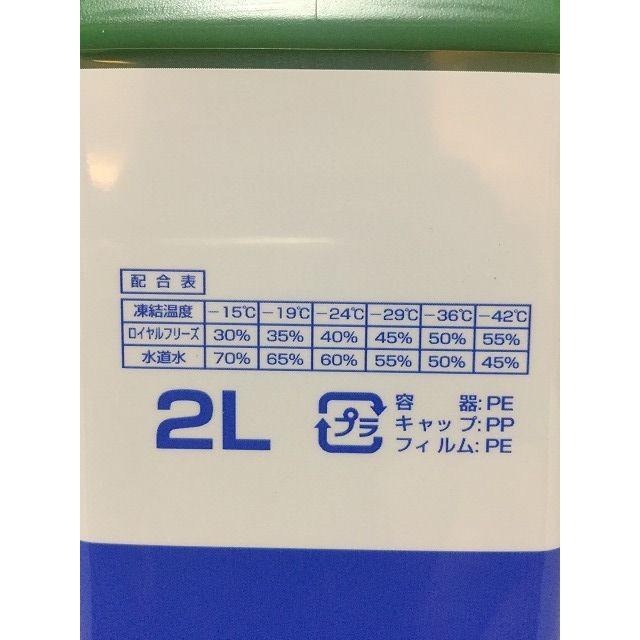 配合表
凍結温度 -15℃ -19℃ -24℃ -29℃ -36℃ -42℃
ロイヤルフリーズ 30% 35% 40% 45% 50% 55%
水道水 70% 65% 60% 55% 50% 45%
2L
プラ
容器:PE
キャップ:PP
フィルム:PE